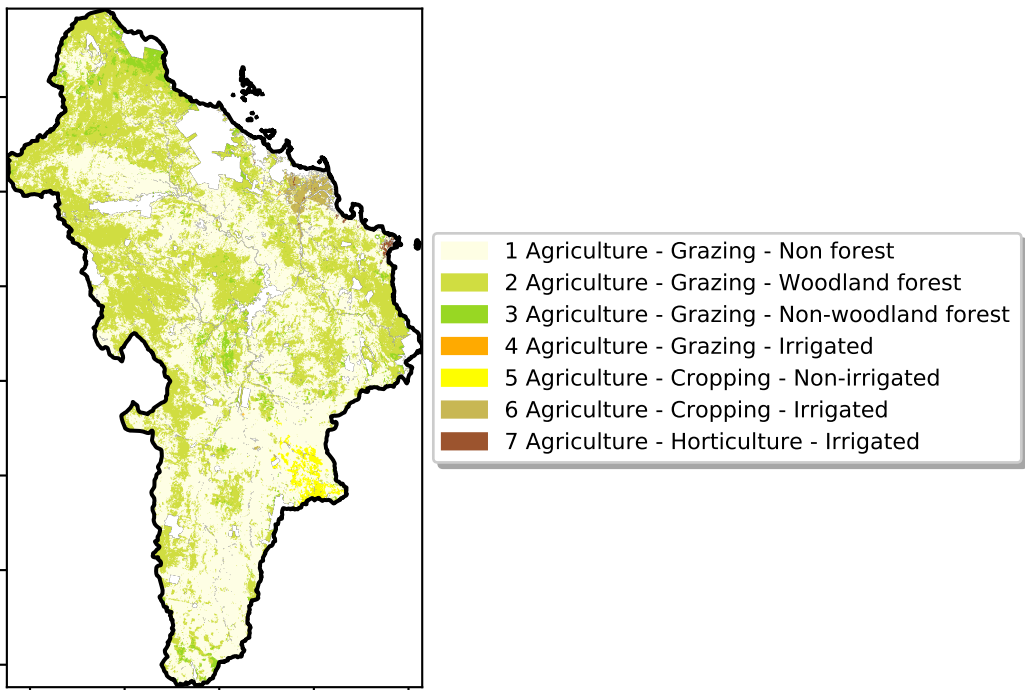 1 Agriculture - Grazing - Non forest
2 Agriculture - Grazing - Woodland forest
3 Agriculture - Grazing - Non-woodland forest
4 Agriculture - Grazing - Irrigated
5 Agriculture - Cropping - Non-irrigated
6 Agriculture - Cropping - Irrigated
7 Agriculture - Horticulture - Irrigated